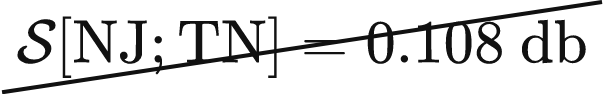 𝒮[NJ; TN] = 0.108 db